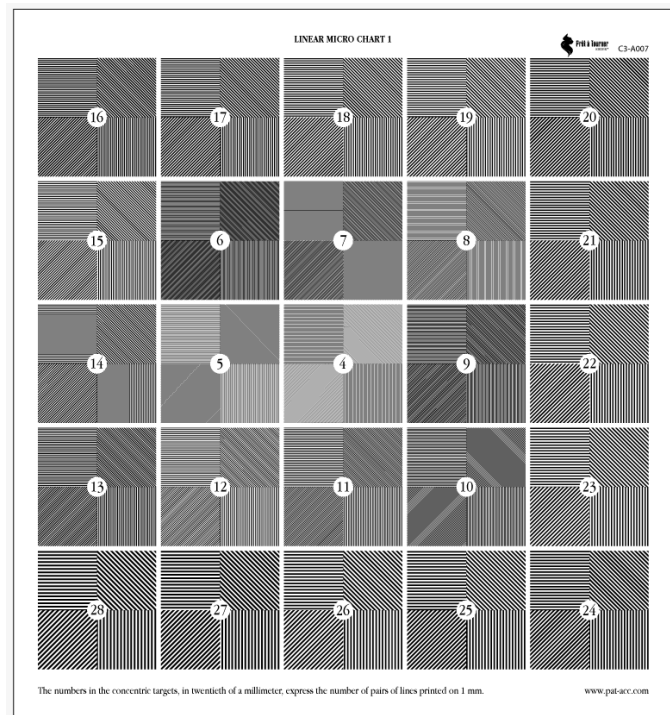 LINEAR MICRO CHART 1
Prêt à Tourner
C3-A007
16 17 18 19 20
15 6 7 8 21
14 5 4 9 22
13 12 11 10 23
28 27 26 25 24
The numbers in the concentric targets, in twentieth of a millimeter, express the number of pairs of lines printed on 1 mm.
www.pat-acc.com